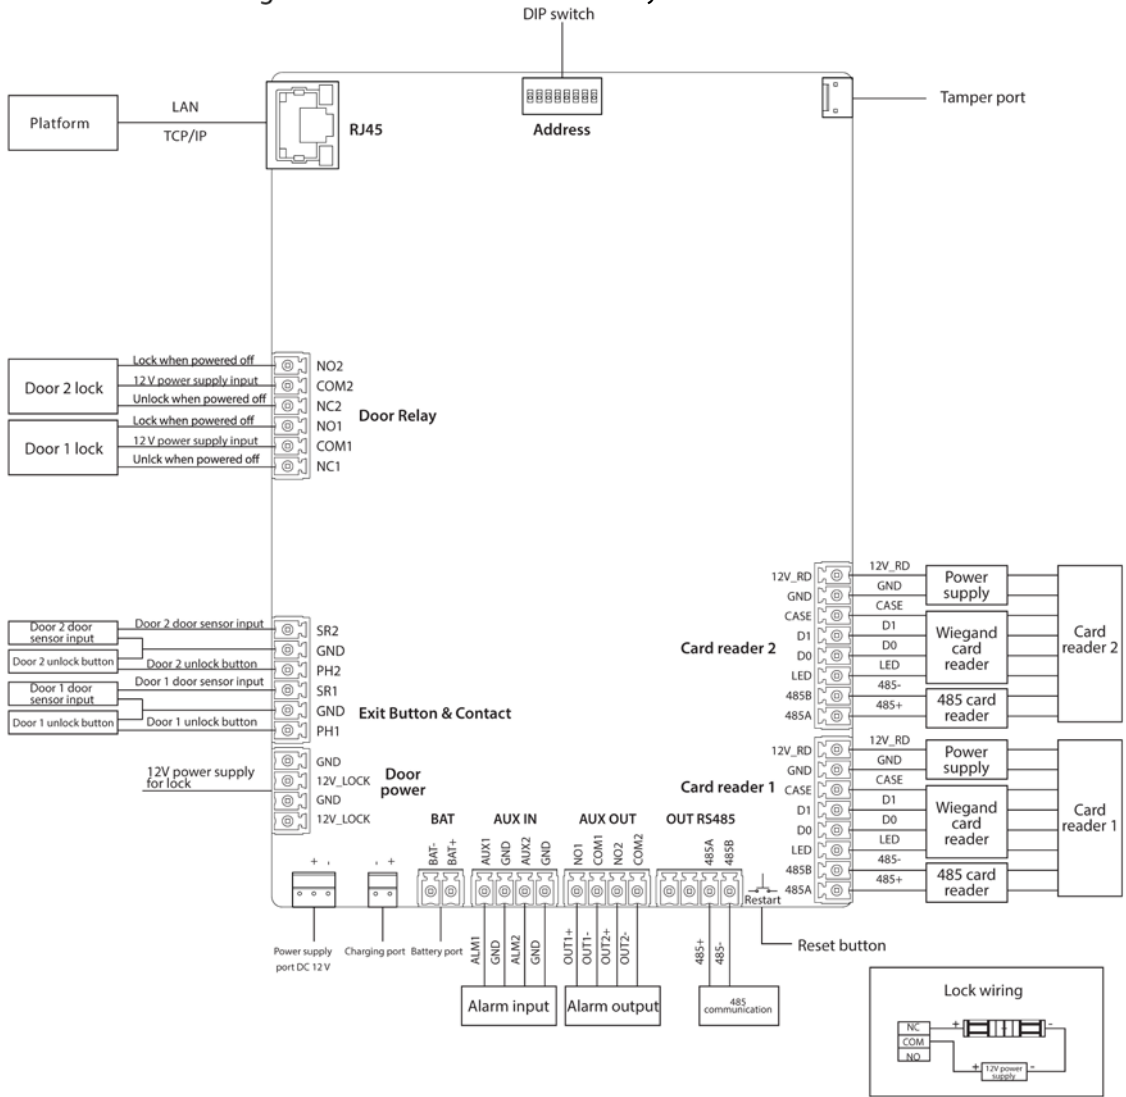 DIP switch
Platform
LAN
TCP/IP
RJ45
Address
Tamper port
Door 2 lock
Lock when powered off
12 V power supply input
Unlock when powered off
NO2
COM2
NC2
Door 1 lock
Lock when powered off
12 V power supply input
Unlck when powered off
NO1
COM1
NC1
Door Relay
Door 2 door
sensor input
Door 2 unlock button
Door 2 door sensor input
Door 2 unlock button
SR2
GND
PH2
Door 1 door
sensor input
Door 1 unlock button
Door 1 door sensor input
Door 1 unlock button
SR1
GND
PH1
Exit Button & Contact
12V power supply
for lock
GND
12V_LOCK
GND
12V_LOCK
Door
power
Card reader 2
12V_RD
GND
CASE
D1
D0
LED
485B
485A
12V_RD
GND
CASE
D1
D0
LED
485-
485+
Power
supply
Wiegand
card
reader
485 card
reader
Card
reader 2
Card reader 1
12V_RD
GND
CASE
D1
D0
LED
485B
485A
12V_RD
GND
CASE
D1
D0
LED
485-
485+
Power
supply
Wiegand
card
reader
485 card
reader
Card
reader 1
BAT
BAT-
BAT+
AUX IN
AUX1
GND
AUX2
GND
AUX OUT
NO1
COM1
NO2
COM2
OUT RS485
485A
485B
Restart
+ -
- +
Power supply
port DC 12 V
Charging port
Battery port
ALM1
GND
ALM2
GND
Alarm input
OUT1+
OUT1-
OUT2+
OUT2-
Alarm output
485+
485-
485
communication
Reset button
Lock wiring
NC
COM
NO
+ -
+ -
12V power
supply